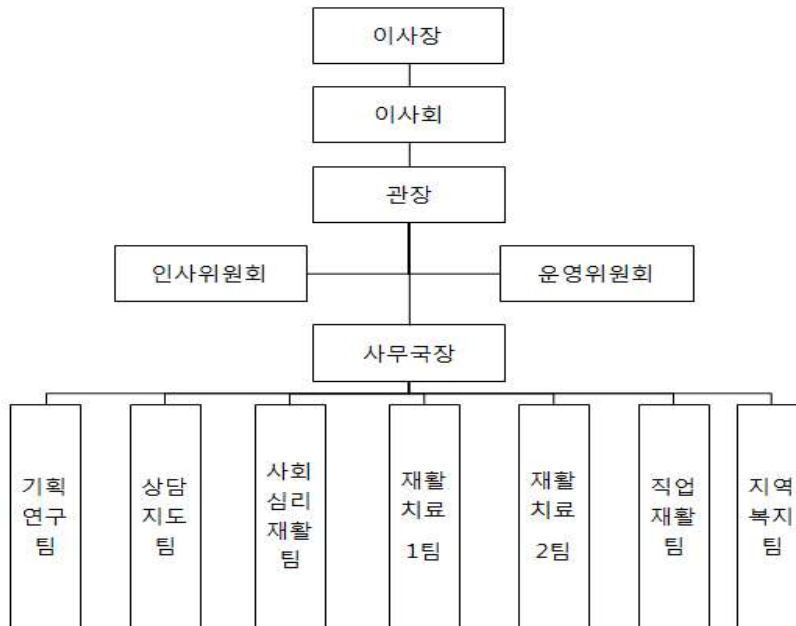 이사장
이사회
관장
인사위원회
운영위원회
사무국장
기획
연구
팀
상담
지도
팀
사회
심리
재활
팀
재활
치료
1팀
재활
치료
2팀
직업
재활
팀
지역
복지
팀